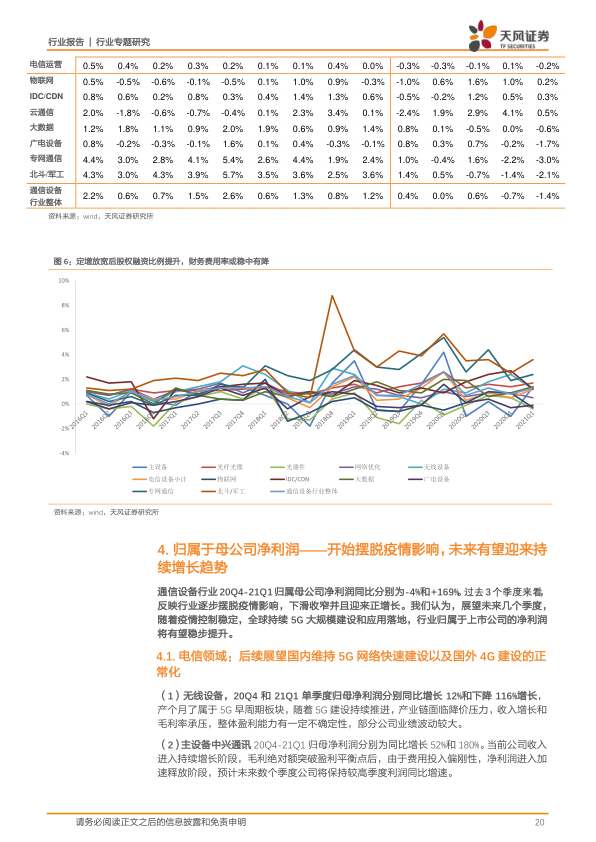 行业报告 | 行业专题研究
天风证券
TF SECURITIES
电信运营 0.5% 0.4% 0.2% 0.3% 0.2% 0.1% 0.1% 0.4% 0.0% -0.3% -0.3% -0.1% 0.1% -0.2%
物联网 0.5% -0.5% -0.6% -0.1% -0.5% 0.1% 1.0% 0.9% -0.3% -1.0% 0.6% 1.6% 1.0% 0.2%
IDC/CDN 0.8% 0.6% 0.2% 0.8% 0.3% 0.4% 1.4% 1.3% 0.6% -0.5% -0.2% 1.2% 0.5% 0.3%
云通信 2.0% -1.8% -0.6% -0.7% -0.4% 0.1% 2.3% 3.4% 0.1% -2.4% 1.9% 2.9% 4.1% 0.5%
大数据 1.2% 1.8% 1.1% 0.9% 2.0% 1.9% 0.6% 0.9% 1.4% 0.8% 0.1% -0.5% 0.0% -0.6%
广电设备 0.8% -0.2% -0.3% -0.1% 1.6% 0.1% 0.4% -0.3% -0.1% 0.8% 0.3% 0.7% -0.2% -1.7%
专网通信 4.4% 3.0% 2.8% 4.1% 5.4% 2.6% 4.4% 1.9% 2.4% 1.0% -0.4% 1.6% -2.2% -3.0%
北斗/军工 4.3% 3.0% 4.3% 3.9% 5.7% 3.5% 3.6% 2.5% 3.6% 1.4% 0.5% -0.7% -1.4% -2.1%
通信设备
行业整体 2.2% 0.6% 0.7% 1.5% 2.6% 0.6% 1.3% 0.8% 1.2% 0.4% 0.0% 0.6% -0.7% -1.4%
资料来源：wind，天风证券研究所
图 6：定增放宽后股权融资比例提升，财务费用率或稳中有降
10%
8%
6%
4%
2%
0%
-2%
-4%
2016Q1 2016Q2 2016Q3 2016Q4 2017Q1 2017Q2 2017Q3 2017Q4 2018Q1 2018Q2 2018Q3 2018Q4 2019Q1 2019Q2 2019Q3 2019Q4 2020Q1 2020Q2 2020Q3 2020Q4 2021Q1
主设备 光纤光缆 光器件 网络优化 无线设备
电信设备小计 物联网 IDC/CDN 大数据 广电设备
专网通信 北斗/军工 通信设备行业整体
资料来源：wind，天风证券研究所
4. 归属于母公司净利润——开始摆脱疫情影响，未来有望迎来持
续增长趋势
通信设备行业 20Q4-21Q1 归属母公司净利润同比分别为-4%和+169%，过去 3 个季度来看，
反映行业逐步摆脱疫情影响，下滑收窄并且迎来正增长。我们认为，展望未来几个季度，
随着疫情控制稳定，全球持续 5G 大规模建设和应用落地，行业归属于上市公司的净利润
将有望稳步提升。
4.1. 电信领域：后续展望国内维持 5G 网络快速建设以及国外 4G 建设的正
常化
（1）无线设备，20Q4 和 21Q1 单季度归母净利润分别同比增长 12%和下降 116%增长，
产个月了属于 5G 早周期板块，随着 5G 建设持续推进，产业链面临降价压力，收入增长和
毛利率承压，整体盈利能力有一定不确定性，部分公司业绩波动较大。
（2）主设备中兴通讯 20Q4-21Q1 归母净利润分别为同比增长 52%和 180%。当前公司收入
进入持续增长阶段，毛利绝对额突破盈利平衡点后，由于费用投入偏刚性，净利润进入加
速释放阶段，预计未来数个季度公司将保持较高季度利润同比增速。
请务必阅读正文之后的信息披露和免责申明
20